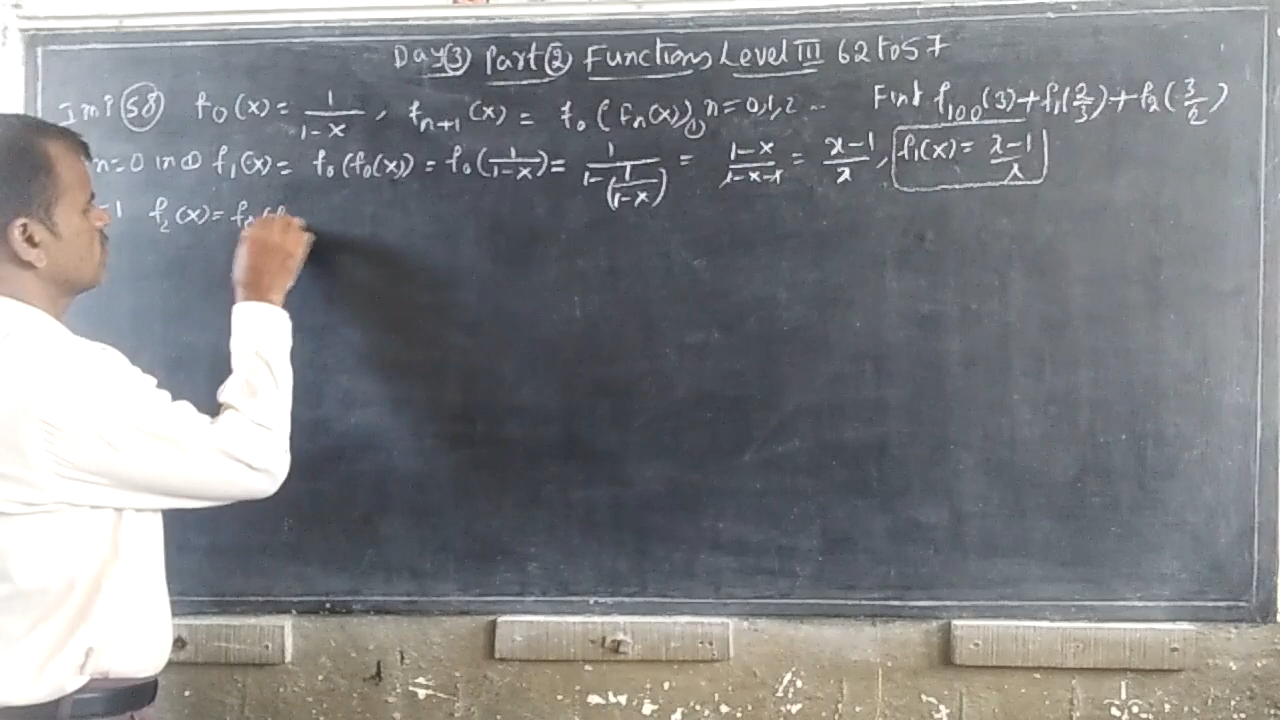 Day ③ Part ② Functions Level III 62 to 57
Imp 58 f₀(x) = 1/(1-x), fₙ₊₁(x) = f₀(fₙ(x)) ① n=0,1,2 .. Find f₁₀₀(3)+f₁(2/3)+f₂(3/2)
n=0 in ① f₁(x) = f₀(f₀(x)) = f₀(1/(1-x)) = 1/(1-(1/(1-x))) = (1-x)/(1-x-1) = (x-1)/x, f₁(x) = (x-1)/x
-1 f₂(x) = f₀(f